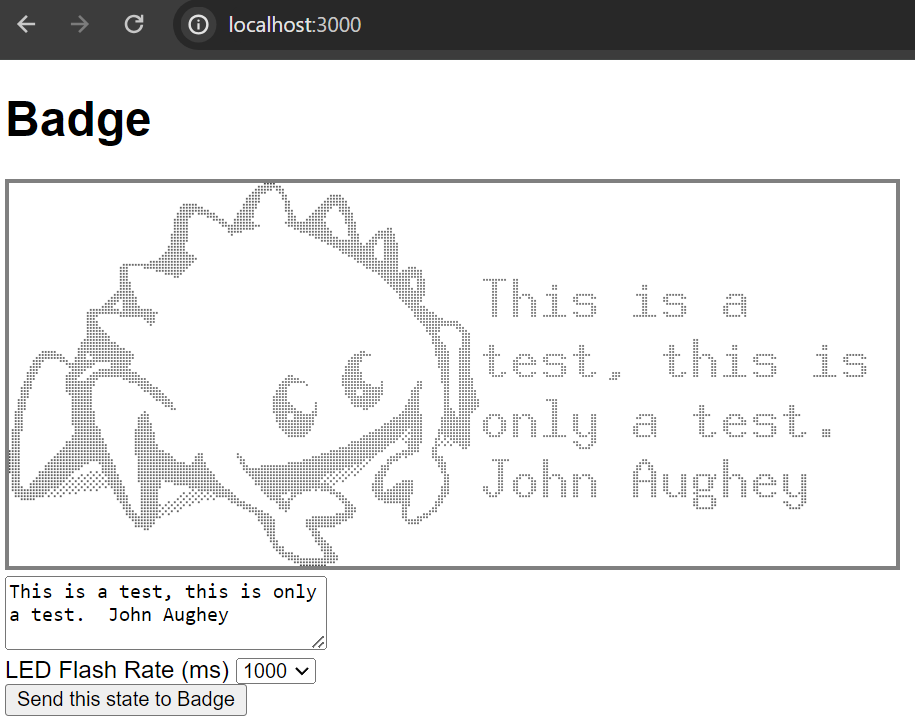 localhost:3000
Badge
This is a
test, this is
only a test.
John Aughey
This is a test, this is only
a test.  John Aughey
LED Flash Rate (ms) 1000
Send this state to Badge